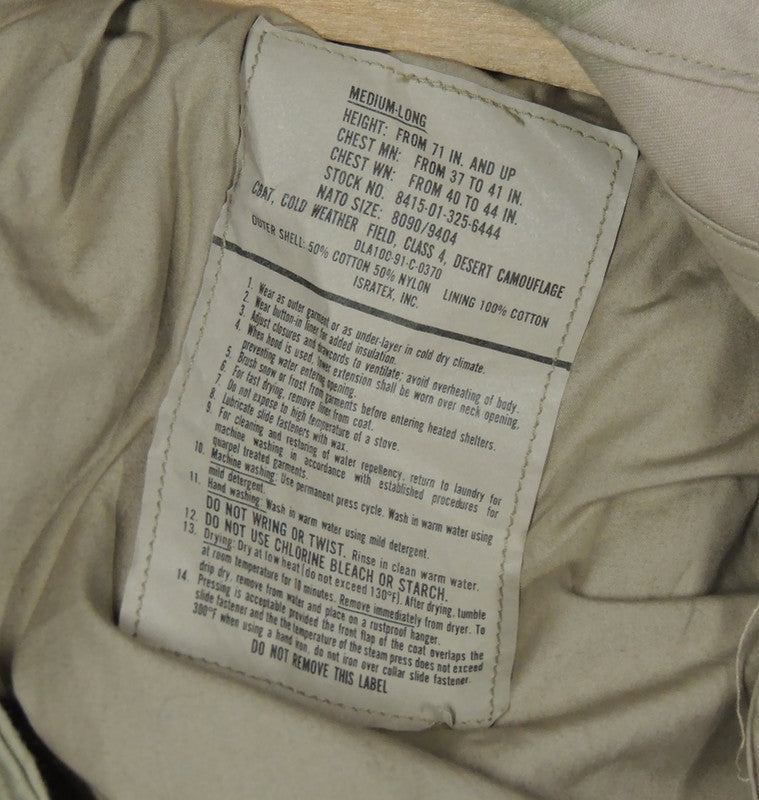 MEDIUM-LONG
HEIGHT: FROM 71 IN. AND UP
CHEST MN: FROM 37 TO 41 IN.
CHEST WN: FROM 40 TO 44 IN.
STOCK NO. 8415-01-325-6444
NATO SIZE: 8090/9404
COAT, COLD WEATHER FIELD, CLASS 4, DESERT CAMOUFLAGE
DLA100-91-C-0370
OUTER SHELL: 50% COTTON 50% NYLON LINING 100% COTTON
ISRATEX, INC.
1. Wear as outer garment or as under-layer in cold dry climate.
2. Wear button-in liner for added insulation.
3. Adjust closures and drawcords to ventilate; avoid overheating of body.
4. When hood is used, lower extension shall be worn over neck opening,
preventing water entering opening.
5. Brush snow or frost from garments before entering heated shelters.
6. For fast drying, remove liner from coat.
7. Do not expose to high temperature of a stove.
8. Lubricate slide fasteners with wax.
9. For cleaning and restoring of water repellency; return to laundry for
machine washing in accordance with established procedures for
quarpel treated garments.
10. Machine washing: Use permanent press cycle. Wash in warm water using
mild detergent.
11. Hand washing: Wash in warm water using mild detergent.
DO NOT WRING OR TWIST. Rinse in clean warm water.
12. DO NOT USE CHLORINE BLEACH OR STARCH.
13. Drying: Dry at low heat (do not exceed 130°F). After drying, tumble
at room temperature for 10 minutes. Remove immediately from dryer. To
drip dry, remove from water and place on a rustproof hanger.
14. Pressing is acceptable provided the front flap of the coat overlaps the
slide fastener and the the temperature of the steam press does not exceed
300°F when using a hand iron, do not iron over collar slide fastener.
DO NOT REMOVE THIS LABEL